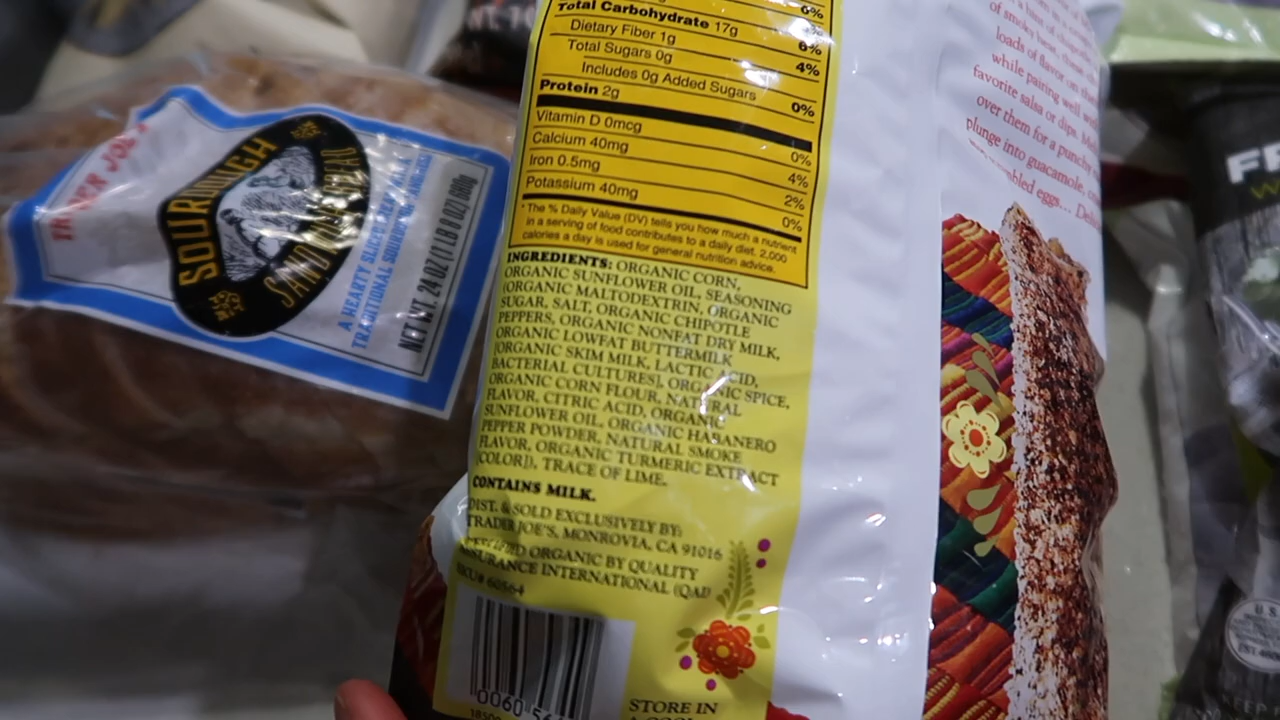 TRADER JOE'S
SOURDOUGH
SANDWICH BREAD
A HEARTY SLICE
TRADITIONAL SOURDOUGH
NET WT. 24 OZ (1 LB 8 OZ) 680g
6%
Total Carbohydrate 17g
6%
Dietary Fiber 1g
4%
Total Sugars 0g
Includes 0g Added Sugars
0%
Protein 2g
Vitamin D 0mcg
0%
Calcium 40mg
4%
Iron 0.5mg
2%
Potassium 40mg
0%
The % Daily Value (DV) tells you how much a nutrient
in a serving of food contributes to a daily diet. 2,000
calories a day is used for general nutrition advice.
INGREDIENTS: ORGANIC CORN,
ORGANIC SUNFLOWER OIL, SEASONING
(ORGANIC MALTODEXTRIN, ORGANIC
SUGAR, SALT, ORGANIC CHIPOTLE
PEPPERS, ORGANIC NONFAT DRY MILK,
ORGANIC LOWFAT BUTTERMILK
[ORGANIC SKIM MILK, LACTIC ACID,
BACTERIAL CULTURES], ORGANIC SPICE,
ORGANIC CORN FLOUR, NATURAL
FLAVOR, CITRIC ACID, ORGANIC
SUNFLOWER OIL, ORGANIC HABANERO
PEPPER POWDER, NATURAL SMOKE
FLAVOR, ORGANIC TURMERIC EXTRACT
[COLOR]), TRACE OF LIME.
CONTAINS MILK.
DIST. & SOLD EXCLUSIVELY BY:
TRADER JOE'S, MONROVIA, CA 91016
CERTIFIED ORGANIC BY QUALITY
ASSURANCE INTERNATIONAL (QAI)
SKU# 60564
0060 56
STORE IN
of smoky heat, these
loads of flavor on their
while pairing well with
favorite salsa or dips.
over them for a punchy
plunge into guacamole,
eggs...
FR
U.S.